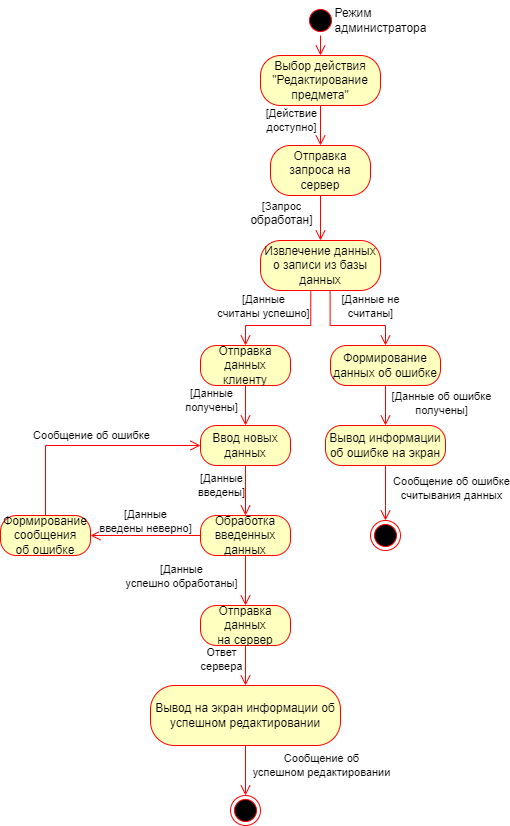 Режим
администратора
Выбор действия
"Редактирование
предмета"
[Действие
доступно]
Отправка
запроса на
сервер
[Запрос
обработан]
Извлечение данных
о записи из базы
данных
[Данные
считаны успешно]
[Данные не
считаны]
Отправка
данных
клиенту
Формирование
данных об ошибке
[Данные
получены]
[Данные об ошибке
получены]
Сообщение об ошибке
Ввод новых
данных
Вывод информации
об ошибке на экран
[Данные
введены]
Сообщение об ошибке
считывания данных
[Данные
введены неверно]
Формирование
сообщения
об ошибке
Обработка
введенных
данных
[Данные
успешно обработаны]
Отправка
данных
на сервер
Ответ
сервера
Вывод на экран информации об
успешном редактировании
Сообщение об
успешном редактировании